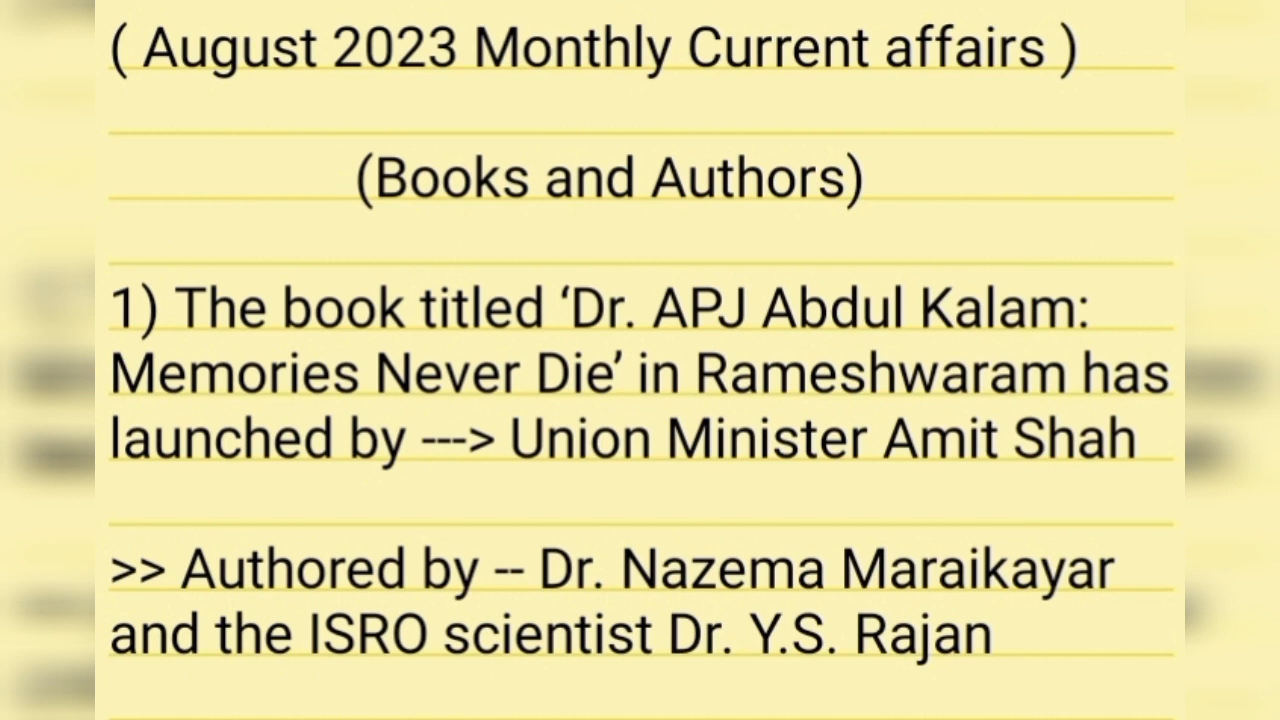 ( August 2023 Monthly Current affairs )
(Books and Authors)
1) The book titled ‘Dr. APJ Abdul Kalam:
Memories Never Die’ in Rameshwaram has
launched by ---> Union Minister Amit Shah
>> Authored by -- Dr. Nazema Maraikayar
and the ISRO scientist Dr. Y.S. Rajan